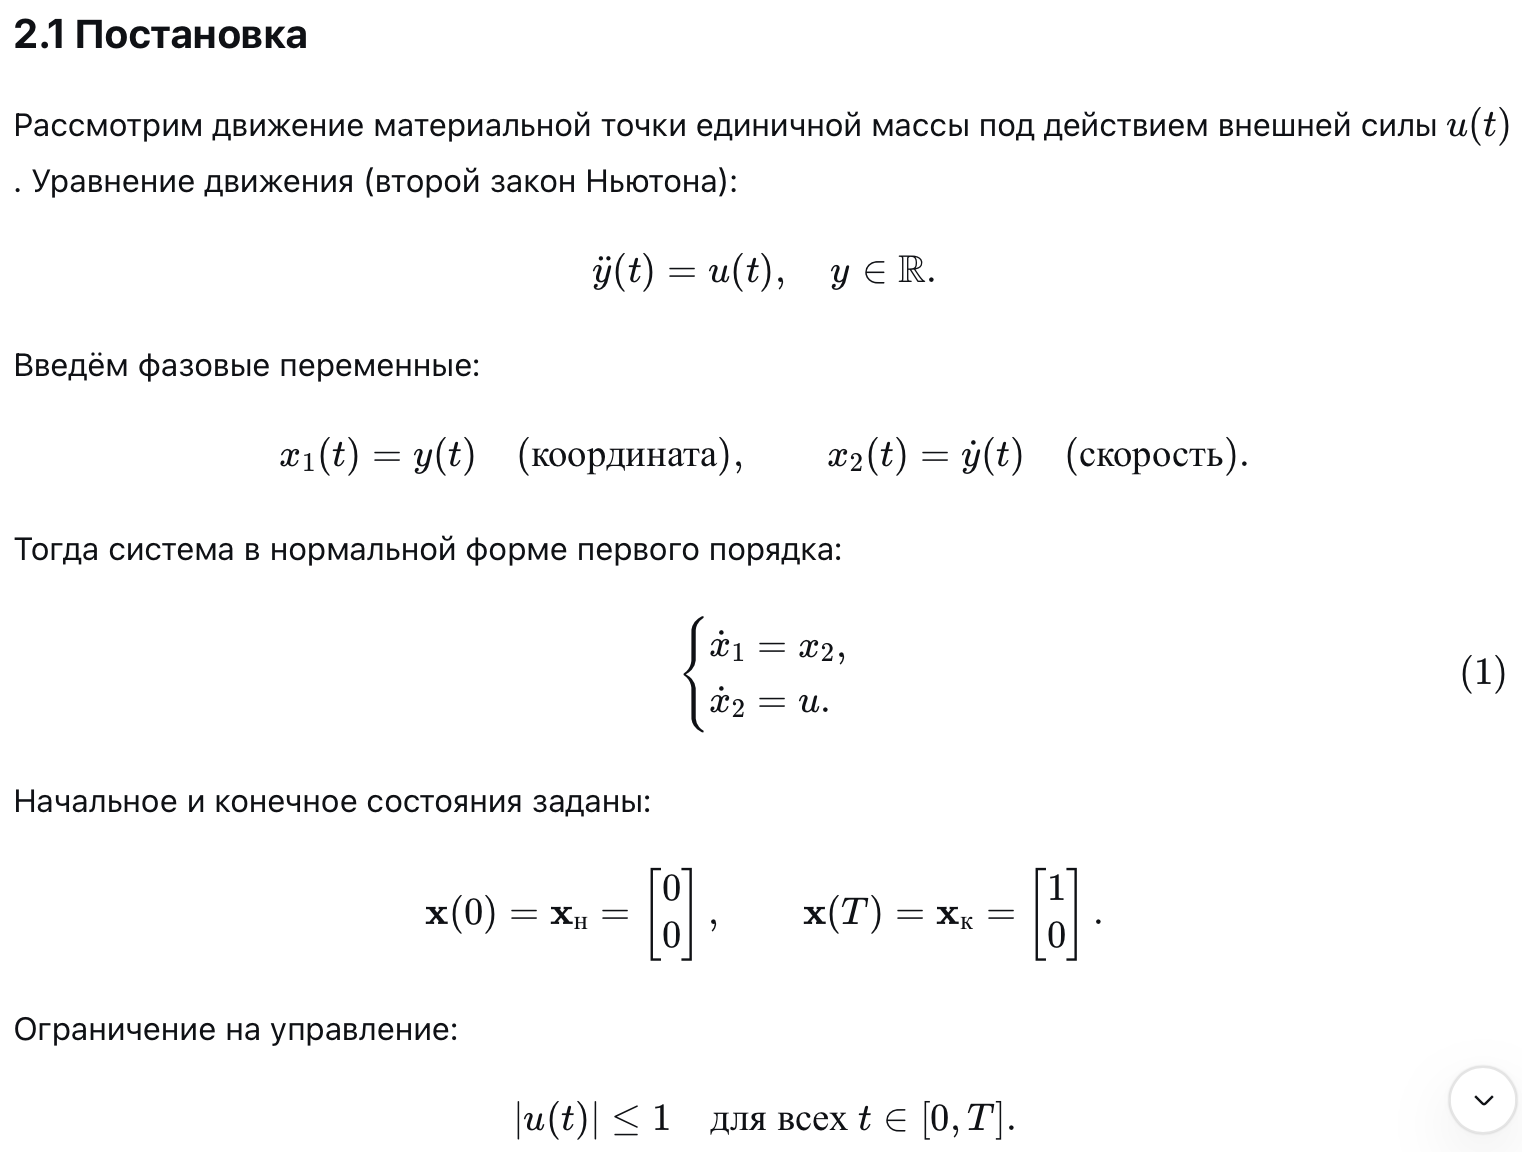 2.1 Постановка
Рассмотрим движение материальной точки единичной массы под действием внешней силы u(t)
. Уравнение движения (второй закон Ньютона):
ÿ(t) = u(t),   y ∈ ℝ.
Введём фазовые переменные:
x₁(t) = y(t)   (координата),   x₂(t) = ẏ(t)   (скорость).
Тогда система в нормальной форме первого порядка:
{ ẋ₁ = x₂,
ẋ₂ = u.   (1)
Начальное и конечное состояния заданы:
x(0) = xн = [0 0],   x(T) = xк = [1 0].
Ограничение на управление:
|u(t)| ≤ 1   для всех t ∈ [0, T].